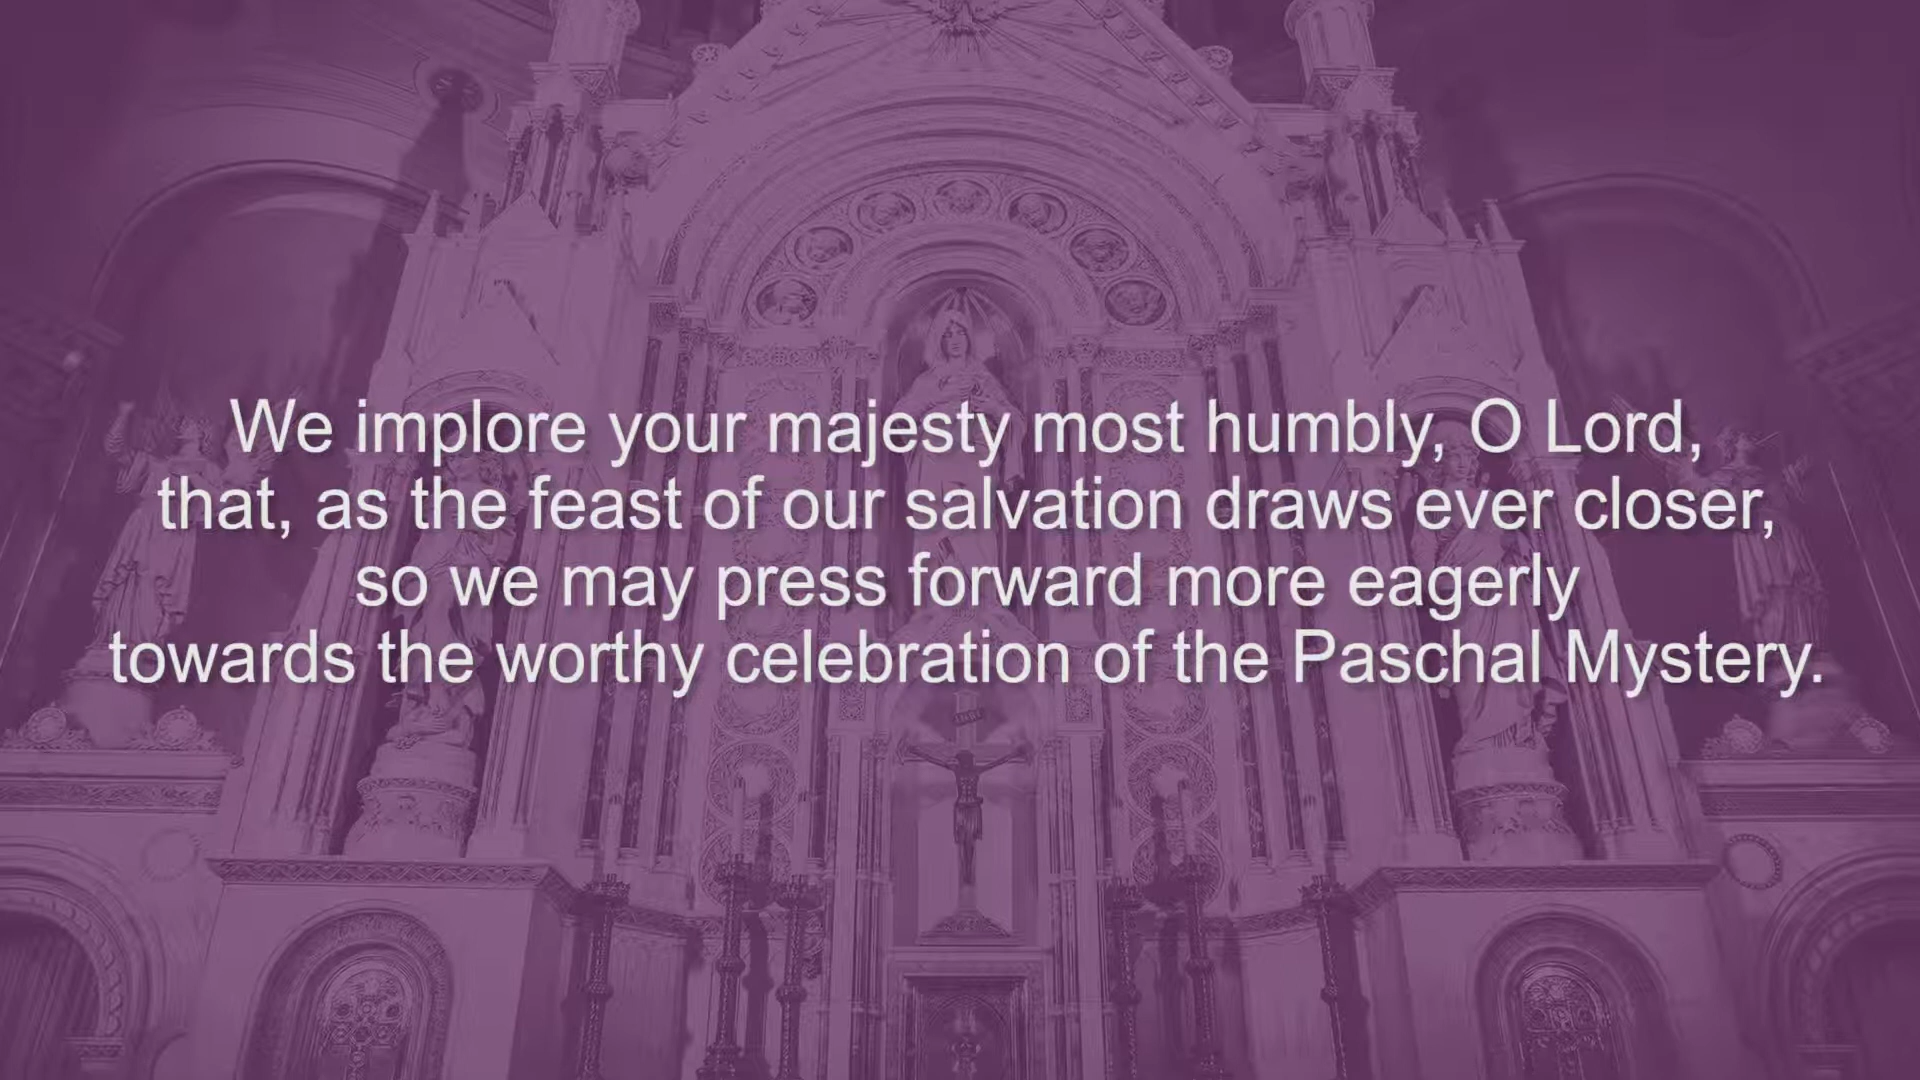 We implore your majesty most humbly, O Lord,
that, as the feast of our salvation draws ever closer,
so we may press forward more eagerly
towards the worthy celebration of the Paschal Mystery.